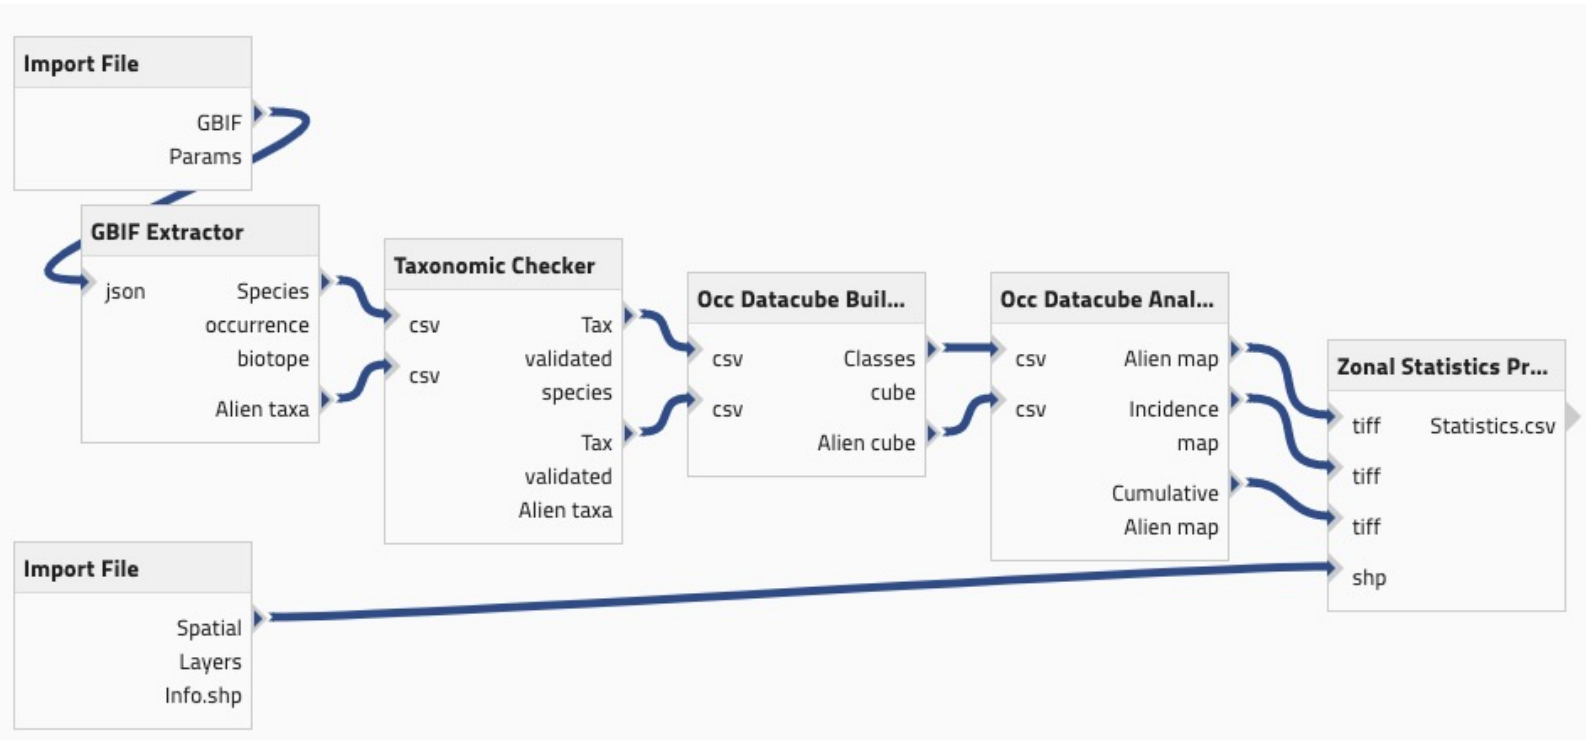 Import File
GBIF
Params
GBIF Extractor
json
Species
occurrence
biotope
Alien taxa
Taxonomic Checker
csv
csv
Tax
validated
species
Tax
validated
Alien taxa
Occ Datacube Buil...
csv
csv
Classes
cube
Alien cube
Occ Datacube Anal...
csv
csv
Alien map
Incidence
map
Cumulative
Alien map
Zonal Statistics Pr...
tiff
tiff
tiff
shp
Statistics.csv
Import File
Spatial
Layers
Info.shp